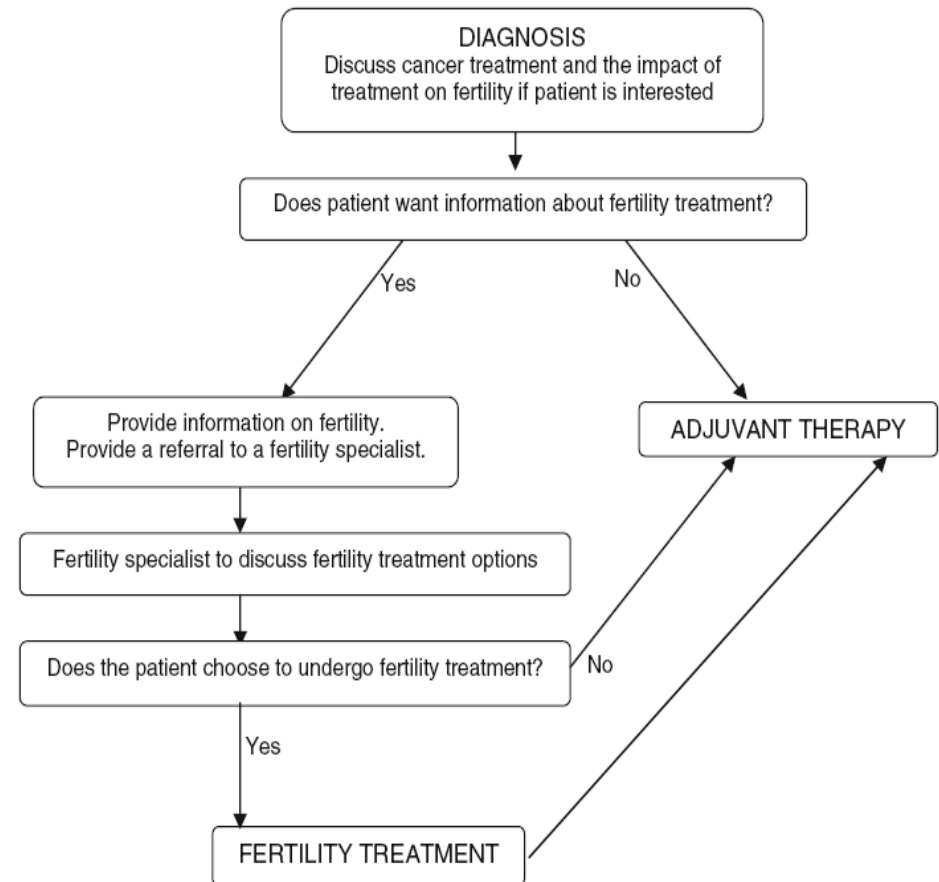 DIAGNOSIS
Discuss cancer treatment and the impact of
treatment on fertility if patient is interested
Does patient want information about fertility treatment?
Yes
No
Provide information on fertility.
Provide a referral to a fertility specialist.
ADJUVANT THERAPY
Fertility specialist to discuss fertility treatment options
Does the patient choose to undergo fertility treatment?
No
Yes
FERTILITY TREATMENT